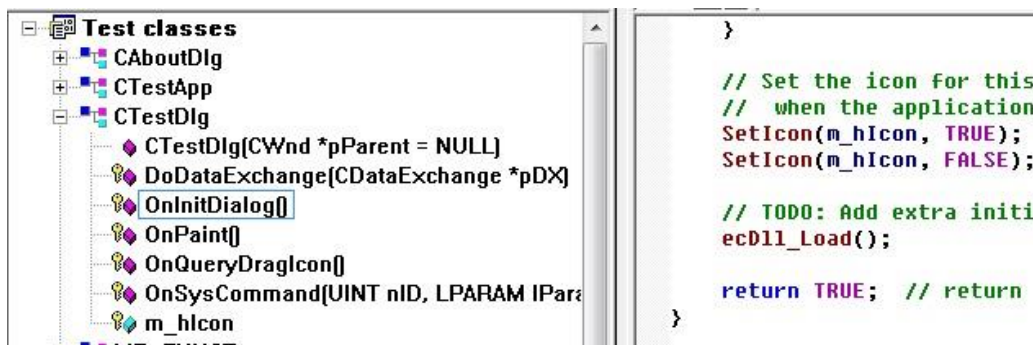 Test classes
CAboutDlg
CTestApp
CTestDlg
CTestDlg(CWnd *pParent = NULL)
DoDataExchange(CDataExchange *pDX)
OnInitDialog()
OnPaint()
OnQueryDragIcon()
OnSysCommand(UINT nID, LPARAM lPara
m_hIcon
}
// Set the icon for this
//  when the application
SetIcon(m_hIcon, TRUE);
SetIcon(m_hIcon, FALSE);
// TODO: Add extra initi
ecDll_Load();
return TRUE;  // return
}